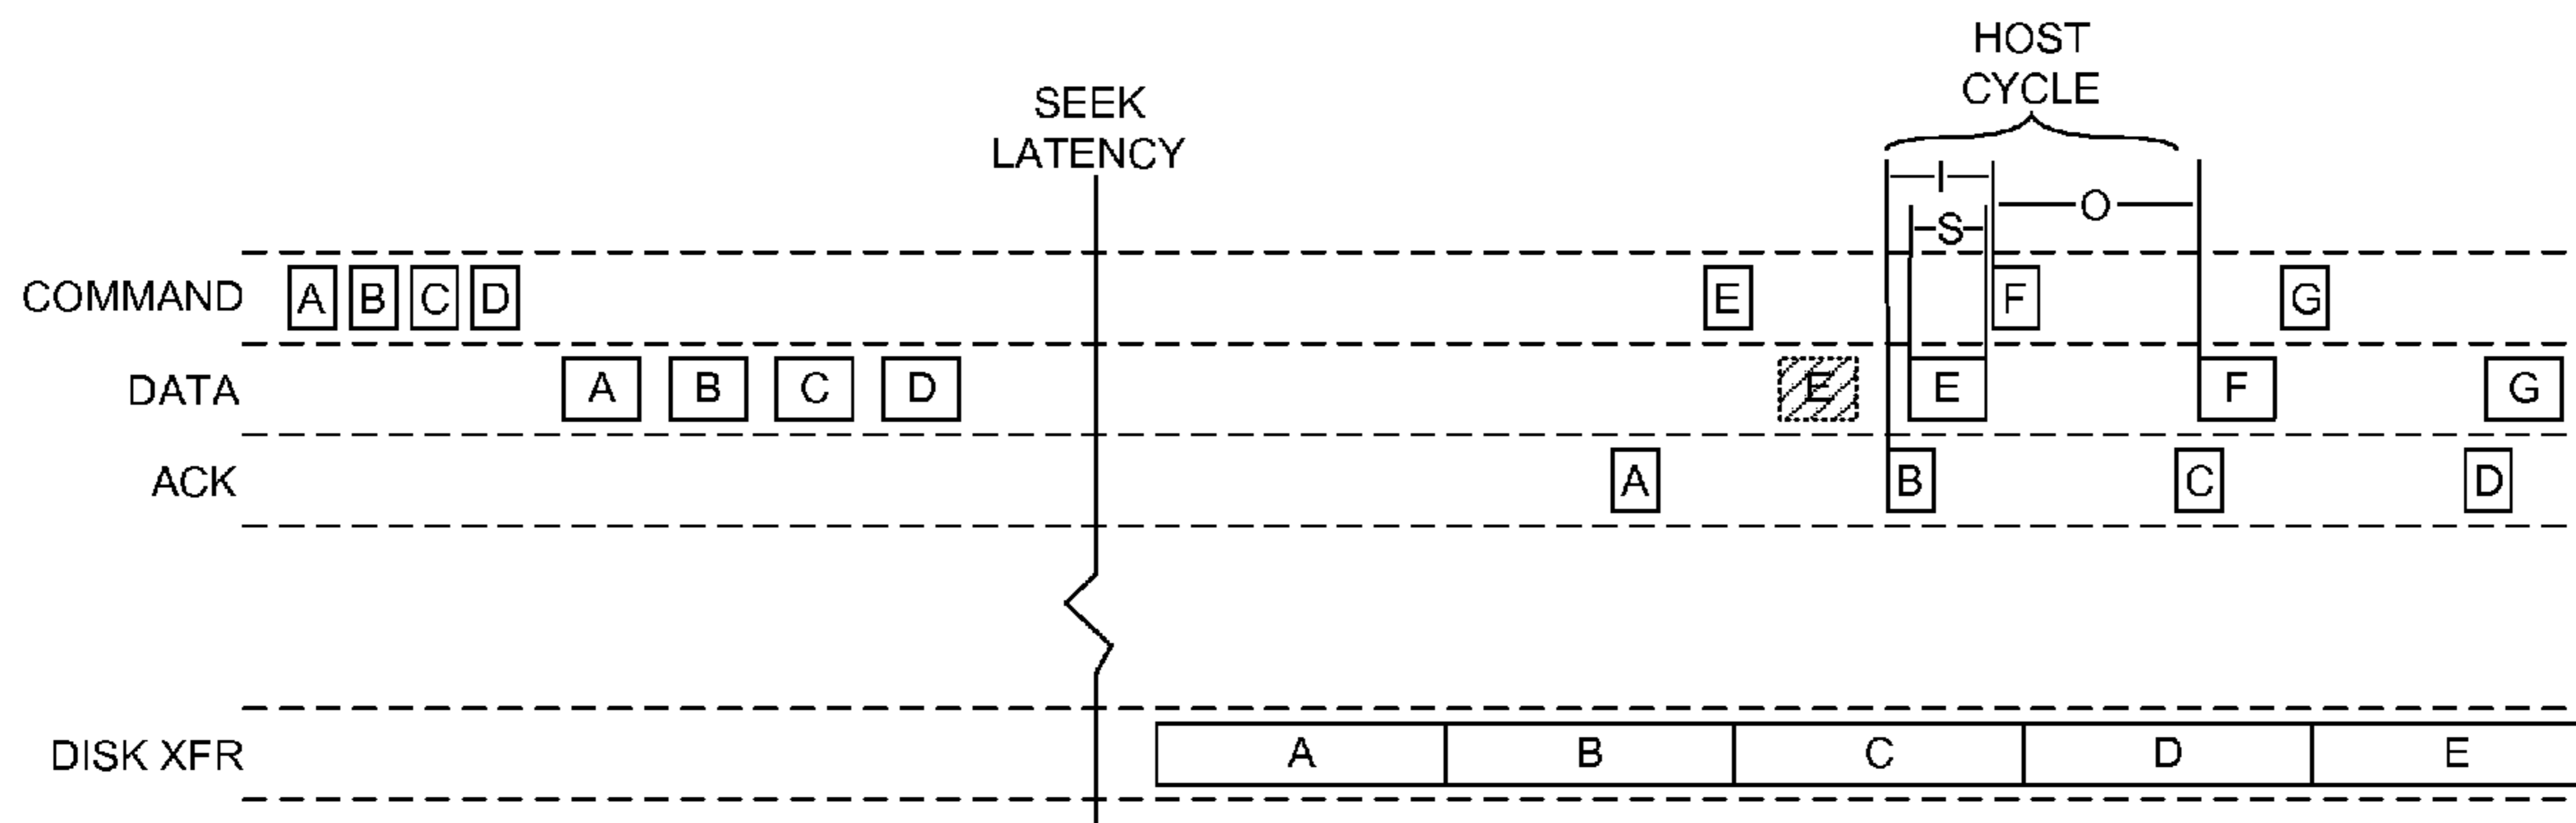 HOST
CYCLE
SEEK
LATENCY
I
O
S
COMMAND A B C D E F G
DATA A B C D E E F G
ACK A B C D
DISK XFR A B C D E